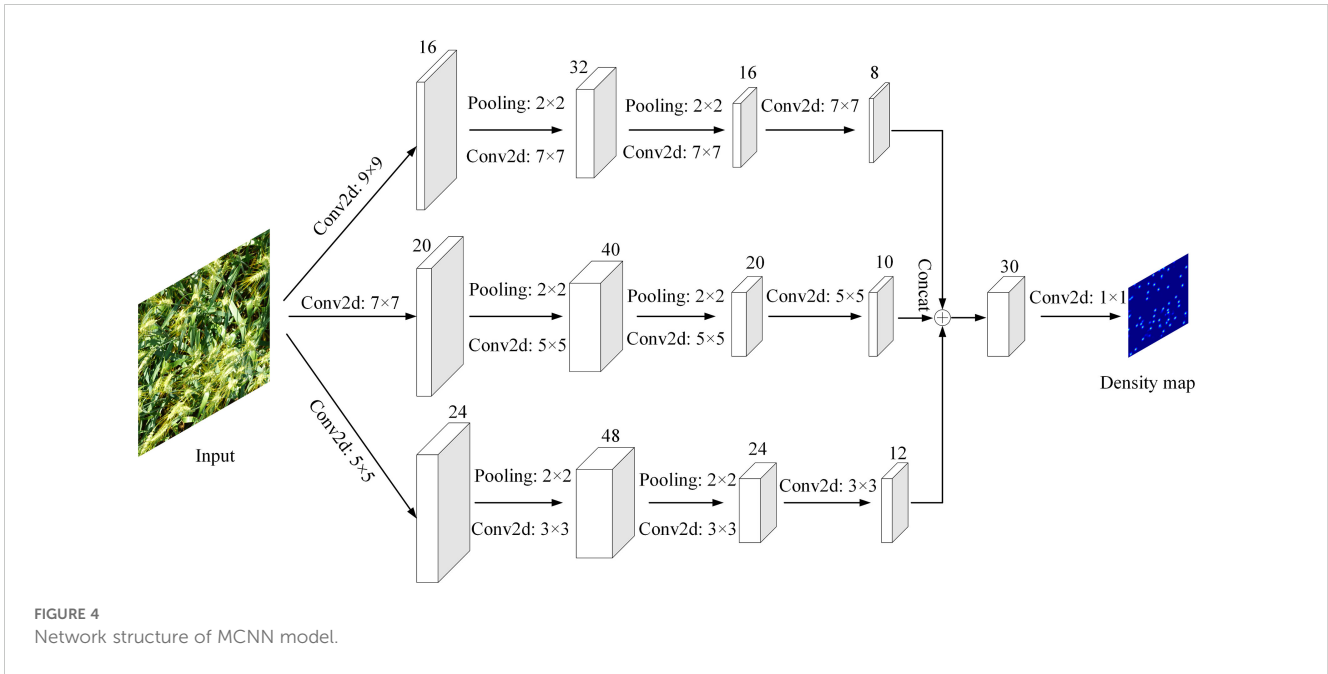 16
Pooling: 2×2
Conv2d: 7×7
32
Pooling: 2×2
Conv2d: 7×7
16
Conv2d: 7×7
8
Conv2d: 9×9
Conv2d: 7×7
20
Pooling: 2×2
Conv2d: 5×5
40
Pooling: 2×2
Conv2d: 5×5
20
Conv2d: 5×5
10
Concat
30
Conv2d: 1×1
Density map
Input
Conv2d: 5×5
24
Pooling: 2×2
Conv2d: 3×3
48
Pooling: 2×2
Conv2d: 3×3
24
Conv2d: 3×3
12
FIGURE 4
Network structure of MCNN model.